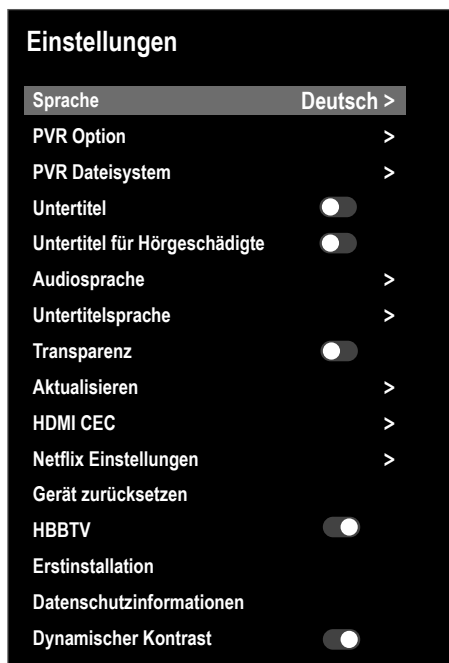 Einstellungen
Sprache Deutsch >
PVR Option >
PVR Dateisystem >
Untertitel
Untertitel für Hörgeschädigte
Audiosprache >
Untertitelsprache >
Transparenz
Aktualisieren >
HDMI CEC >
Netflix Einstellungen >
Gerät zurücksetzen
HBBTV
Erstinstallation
Datenschutzinformationen
Dynamischer Kontrast